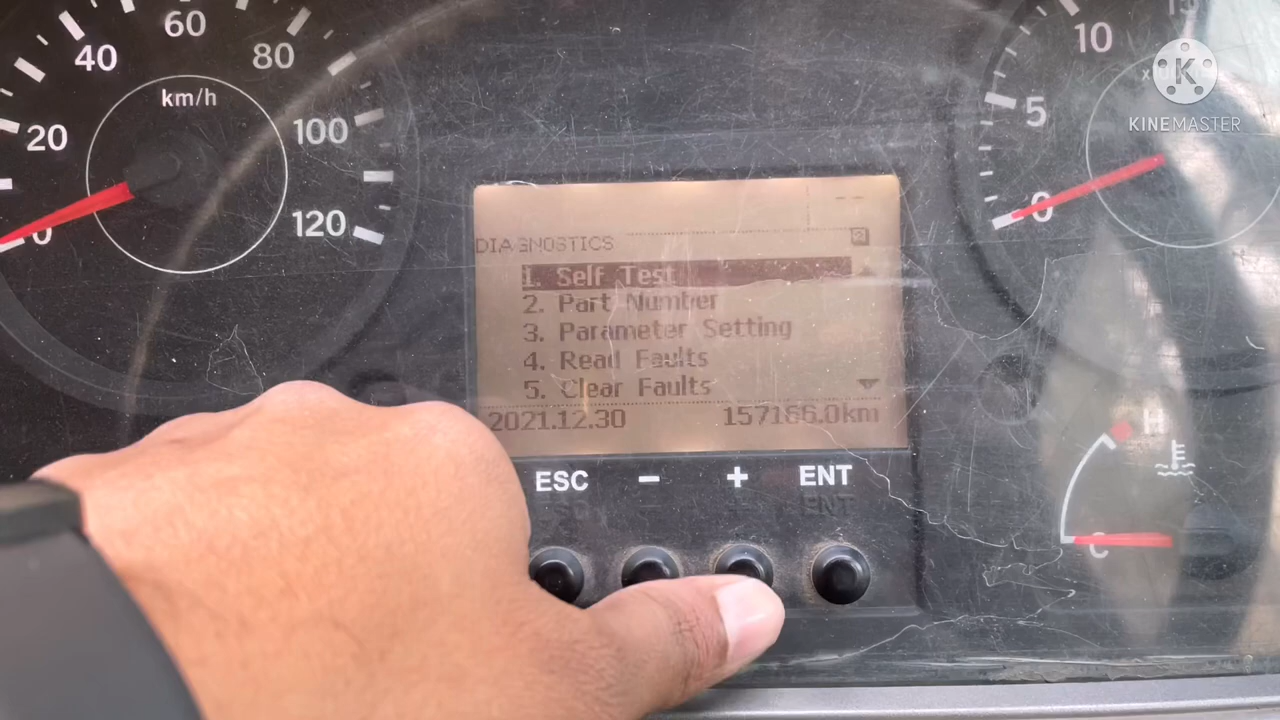 60
40
80
km/h
20
100
0
120
10
15
5
0
KINEMASTER
DIAGNOSTICS
1. Self Test
2. Part Number
3. Parameter Setting
4. Read Faults
5. Clear Faults
2021.12.30 157166.0km
ESC - + ENT
H
E
C